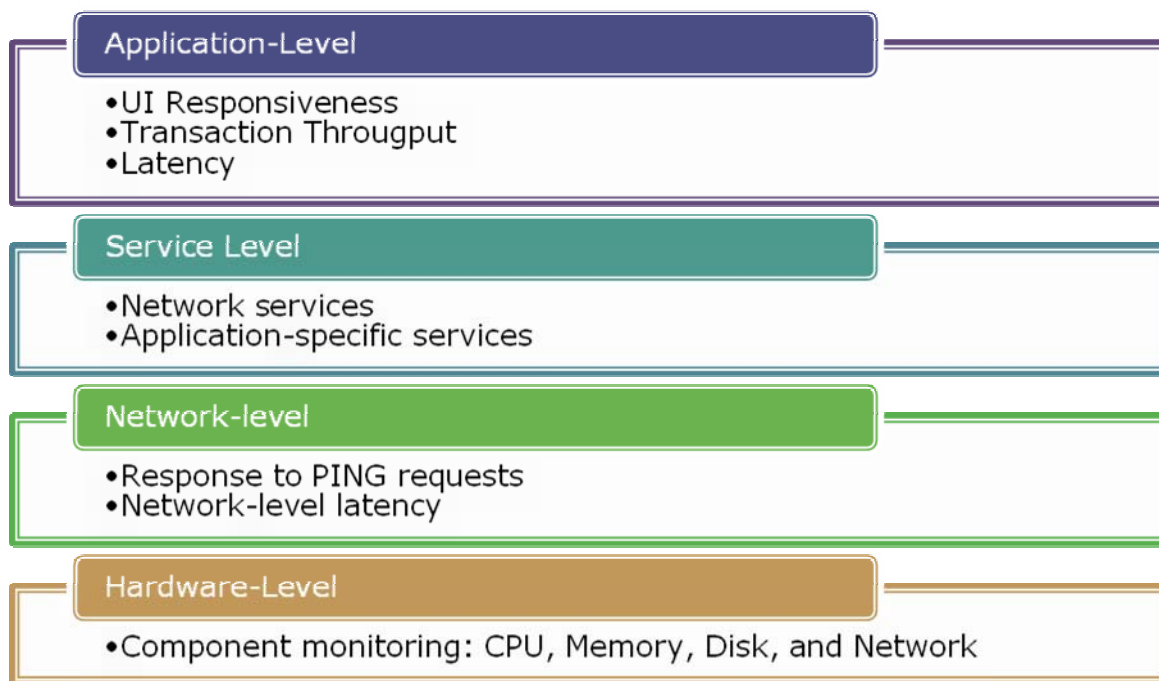 Application-Level
•UI Responsiveness
•Transaction Througput
•Latency
Service Level
•Network services
•Application-specific services
Network-level
•Response to PING requests
•Network-level latency
Hardware-Level
•Component monitoring: CPU, Memory, Disk, and Network